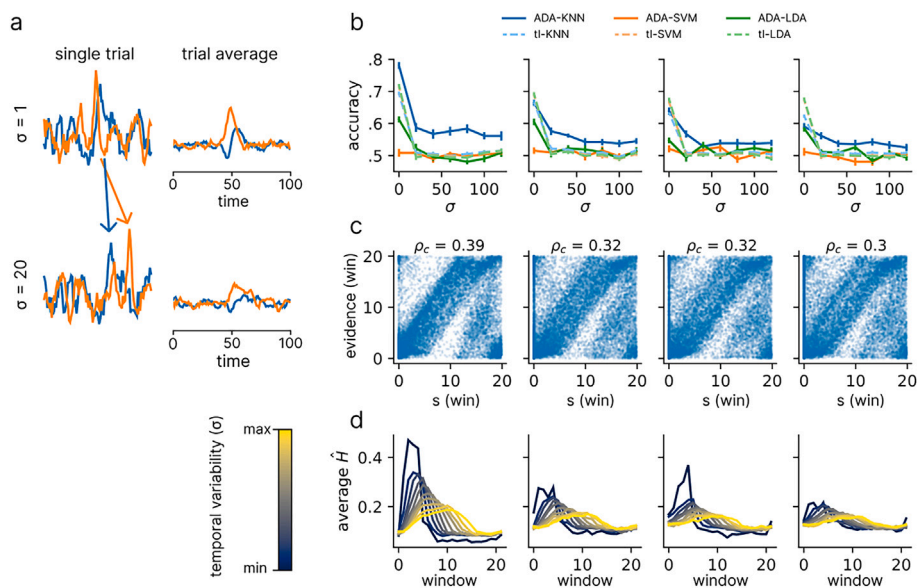 a
single trial
trial average
σ = 1
0 50 100
time
σ = 20
0 50 100
time
temporal variability (σ)
max
min
b
ADA-KNN ADA-SVM ADA-LDA
tl-KNN tl-SVM tl-LDA
accuracy
.8
.7
.6
.5
0 50 100
σ
0 50 100
σ
0 50 100
σ
0 50 100
σ
c
ρc = 0.39
ρc = 0.32
ρc = 0.32
ρc = 0.3
evidence (win)
20
10
0
0 10 20
s (win)
0 10 20
s (win)
0 10 20
s (win)
0 10 20
s (win)
d
average Ĥ
0.4
0.2
0 10 20
window
0 10 20
window
0 10 20
window
0 10 20
window